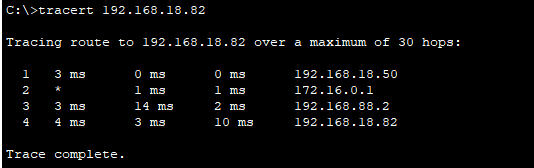 C:\>tracert 192.168.18.82
Tracing route to 192.168.18.82 over a maximum of 30 hops:
1 3 ms 0 ms 0 ms 192.168.18.50
2 * 1 ms 1 ms 172.16.0.1
3 3 ms 14 ms 2 ms 192.168.88.2
4 4 ms 3 ms 10 ms 192.168.18.82
Trace complete.